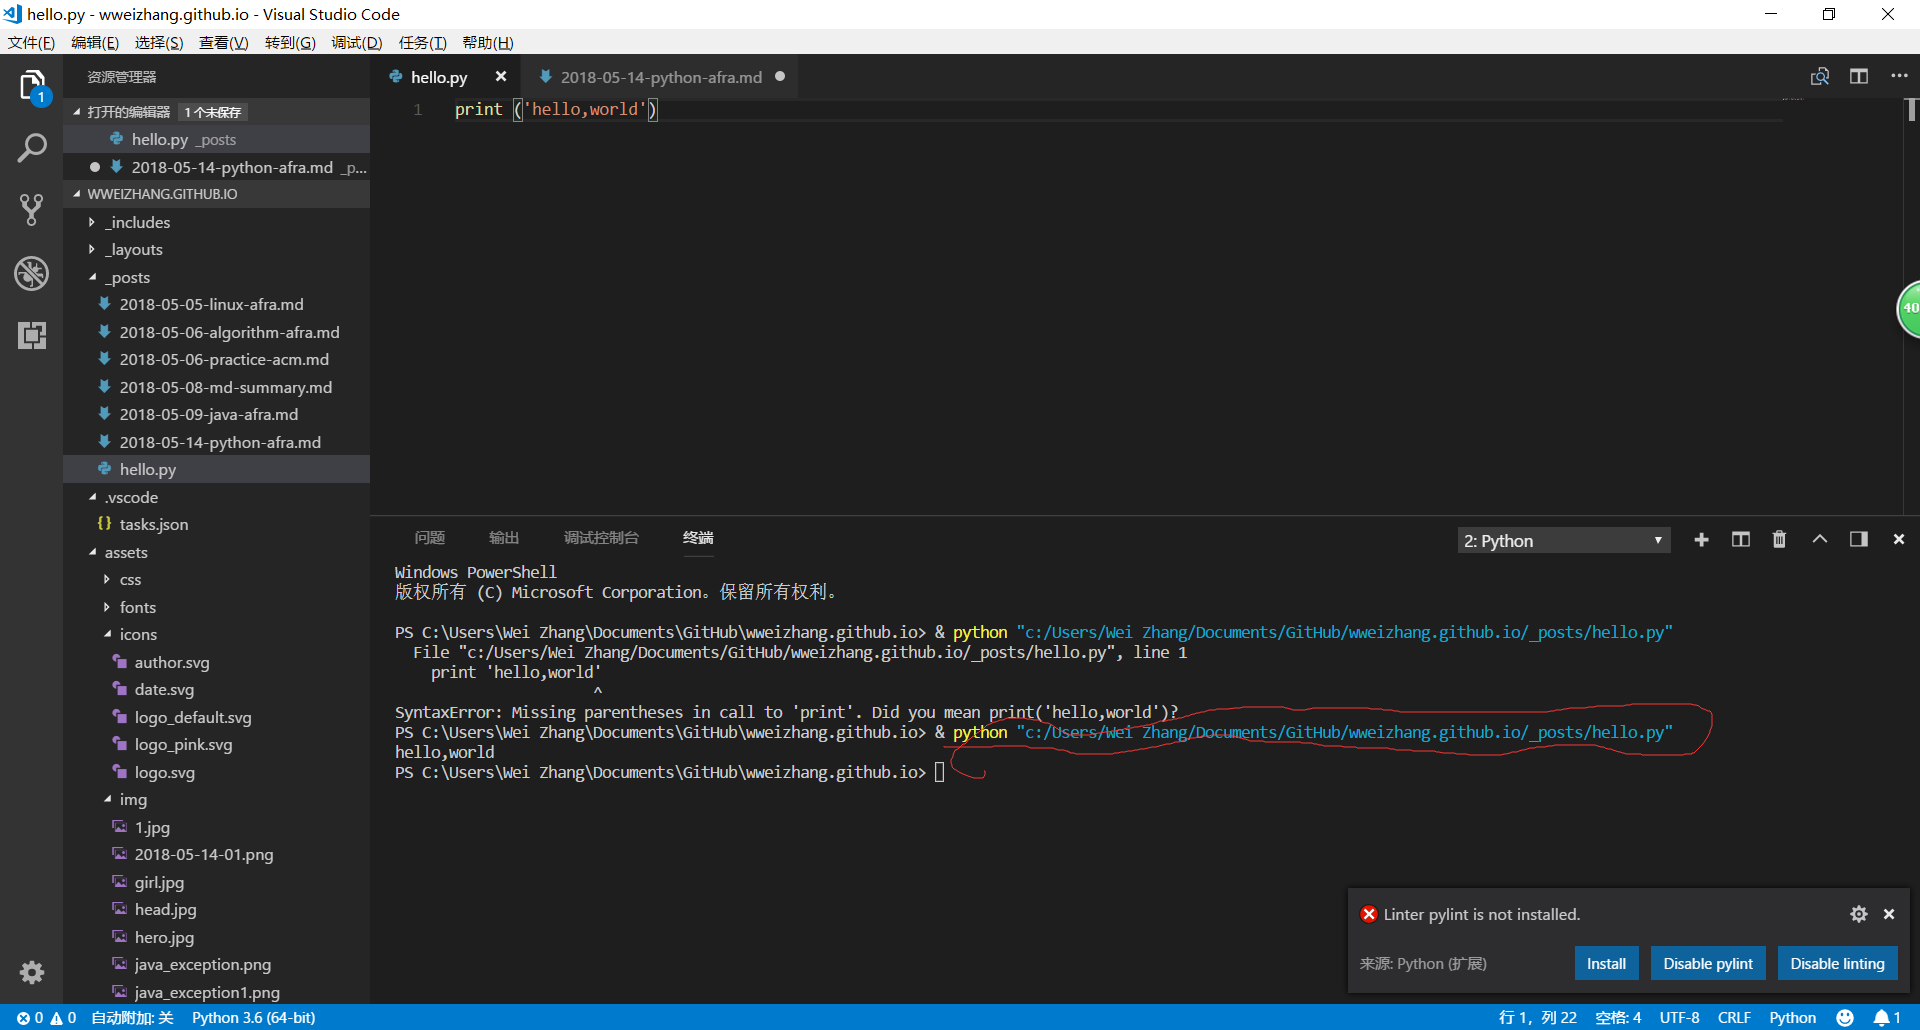 hello.py - wweizhang.github.io - Visual Studio Code
文件(F) 编辑(E) 选择(S) 查看(V) 转到(G) 调试(D) 任务(T) 帮助(H)
1
资源管理器
打开的编辑器 1 个未保存
hello.py _posts
2018-05-14-python-afra.md _p...
WWEIZHANG.GITHUB.IO
_includes
_layouts
_posts
2018-05-05-linux-afra.md
2018-05-06-algorithm-afra.md
2018-05-06-practice-acm.md
2018-05-08-md-summary.md
2018-05-09-java-afra.md
2018-05-14-python-afra.md
hello.py
.vscode
{} tasks.json
assets
css
fonts
icons
author.svg
date.svg
logo_default.svg
logo_pink.svg
logo.svg
img
1.jpg
2018-05-14-01.png
girl.jpg
head.jpg
hero.jpg
java_exception.png
java_exception1.png
hello.py 2018-05-14-python-afra.md
1 print ('hello,world')
40
问题 输出 调试控制台 终端 2: Python
Windows PowerShell
版权所有 (C) Microsoft Corporation。保留所有权利。
PS C:\Users\Wei Zhang\Documents\GitHub\wweizhang.github.io> & python "c:/Users/Wei Zhang/Documents/GitHub/wweizhang.github.io/_posts/hello.py"
File "c:/Users/Wei Zhang/Documents/GitHub/wweizhang.github.io/_posts/hello.py", line 1
print 'hello,world'
^
SyntaxError: Missing parentheses in call to 'print'. Did you mean print('hello,world')?
PS C:\Users\Wei Zhang\Documents\GitHub\wweizhang.github.io> & python "c:/Users/Wei Zhang/Documents/GitHub/wweizhang.github.io/_posts/hello.py"
hello,world
PS C:\Users\Wei Zhang\Documents\GitHub\wweizhang.github.io>
Linter pylint is not installed.
来源: Python (扩展) Install Disable pylint Disable linting
0 0 自动附加: 关 Python 3.6 (64-bit) 行 1，列 22 空格: 4 UTF-8 CRLF Python 1